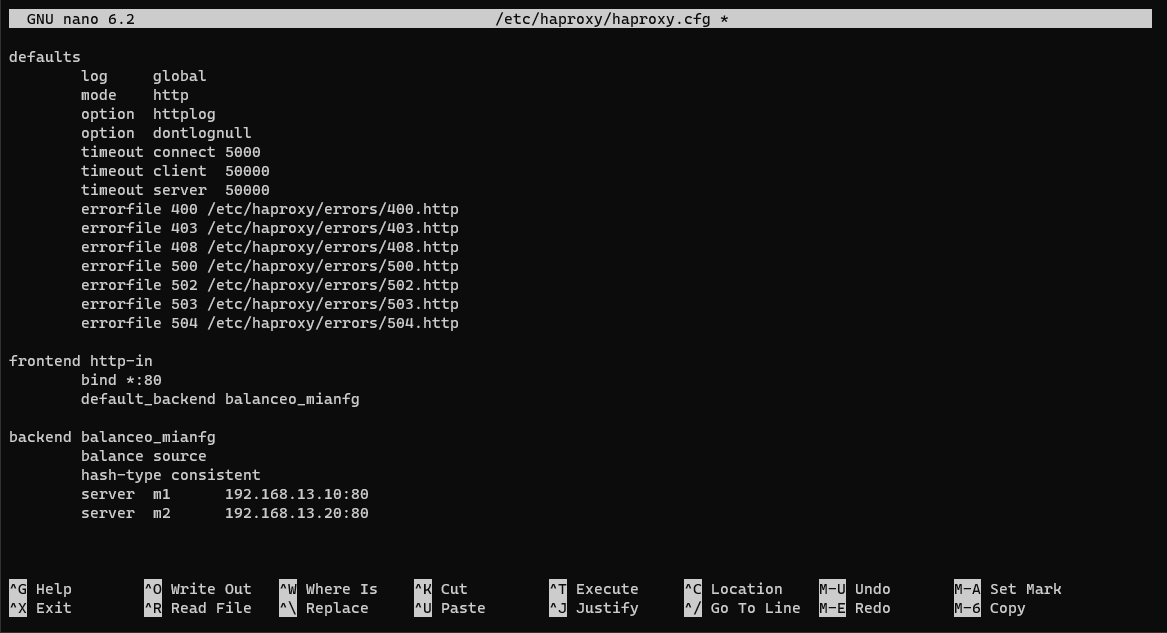 GNU nano 6.2 /etc/haproxy/haproxy.cfg *
defaults
log global
mode http
option httplog
option dontlognull
timeout connect 5000
timeout client 50000
timeout server 50000
errorfile 400 /etc/haproxy/errors/400.http
errorfile 403 /etc/haproxy/errors/403.http
errorfile 408 /etc/haproxy/errors/408.http
errorfile 500 /etc/haproxy/errors/500.http
errorfile 502 /etc/haproxy/errors/502.http
errorfile 503 /etc/haproxy/errors/503.http
errorfile 504 /etc/haproxy/errors/504.http
frontend http-in
bind *:80
default_backend balanceo_mianfg
backend balanceo_mianfg
balance source
hash-type consistent
server m1 192.168.13.10:80
server m2 192.168.13.20:80
^G Help ^O Write Out ^W Where Is ^K Cut ^T Execute ^C Location M-U Undo M-A Set Mark
^X Exit ^R Read File ^\ Replace ^U Paste ^J Justify ^/ Go To Line M-E Redo M-6 Copy